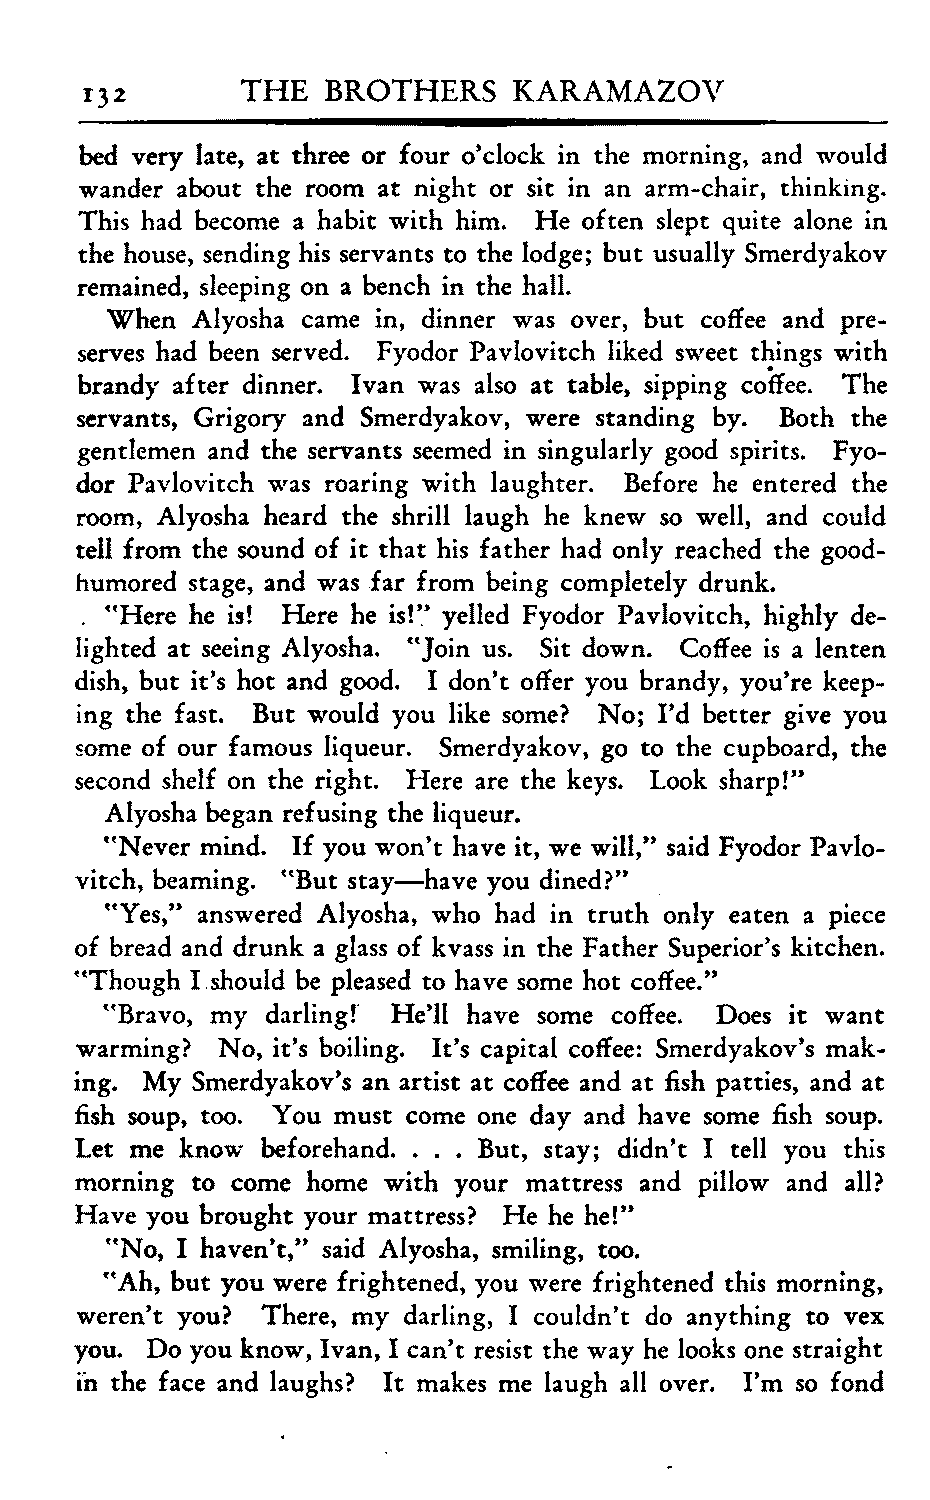 132 THE BROTHERS KARAMAZOV
bed very late, at three or four o'clock in the morning, and would
wander about the room at night or sit in an arm-chair, thinking.
This had become a habit with him. He often slept quite alone in
the house, sending his servants to the lodge; but usually Smerdyakov
remained, sleeping on a bench in the hall.
When Alyosha came in, dinner was over, but coffee and pre-
serves had been served. Fyodor Pavlovitch liked sweet things with
brandy after dinner. Ivan was also at table, sipping coffee. The
servants, Grigory and Smerdyakov, were standing by. Both the
gentlemen and the servants seemed in singularly good spirits. Fyo-
dor Pavlovitch was roaring with laughter. Before he entered the
room, Alyosha heard the shrill laugh he knew so well, and could
tell from the sound of it that his father had only reached the good-
humored stage, and was far from being completely drunk.
"Here he is! Here he is!" yelled Fyodor Pavlovitch, highly de-
lighted at seeing Alyosha. "Join us. Sit down. Coffee is a lenten
dish, but it's hot and good. I don't offer you brandy, you're keep-
ing the fast. But would you like some? No; I'd better give you
some of our famous liqueur. Smerdyakov, go to the cupboard, the
second shelf on the right. Here are the keys. Look sharp!"
Alyosha began refusing the liqueur.
"Never mind. If you won't have it, we will," said Fyodor Pavlo-
vitch, beaming. "But stay—have you dined?"
"Yes," answered Alyosha, who had in truth only eaten a piece
of bread and drunk a glass of kvass in the Father Superior's kitchen.
"Though I should be pleased to have some hot coffee."
"Bravo, my darling! He'll have some coffee. Does it want
warming? No, it's boiling. It's capital coffee: Smerdyakov's mak-
ing. My Smerdyakov's an artist at coffee and at fish patties, and at
fish soup, too. You must come one day and have some fish soup.
Let me know beforehand. . . . But, stay; didn't I tell you this
morning to come home with your mattress and pillow and all?
Have you brought your mattress? He he he!"
"No, I haven't," said Alyosha, smiling, too.
"Ah, but you were frightened, you were frightened this morning,
weren't you? There, my darling, I couldn't do anything to vex
you. Do you know, Ivan, I can't resist the way he looks one straight
in the face and laughs? It makes me laugh all over. I'm so fond